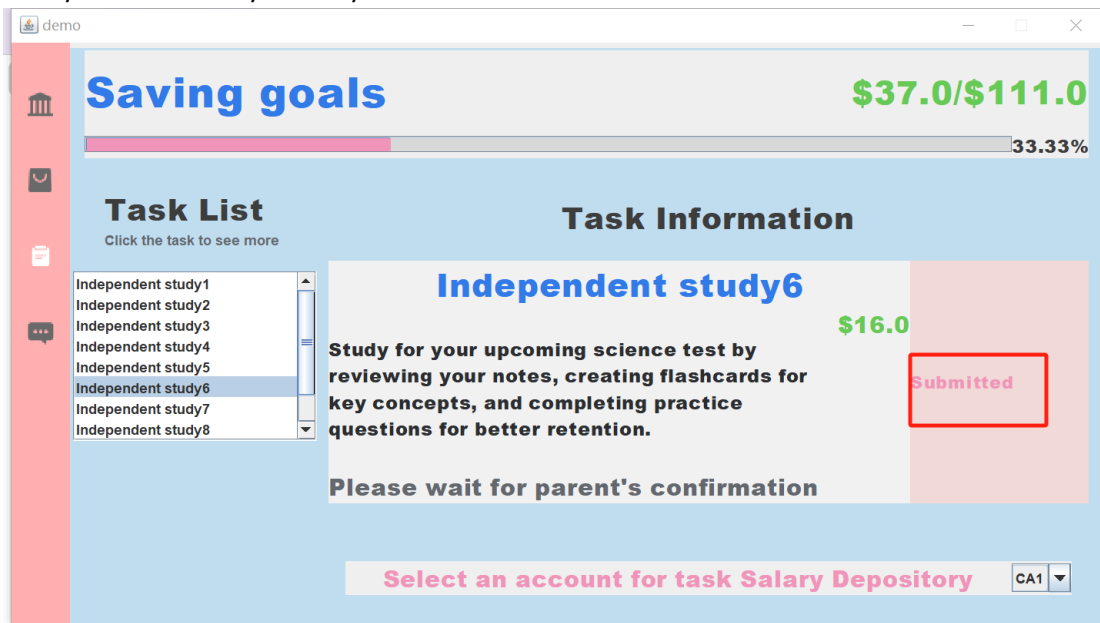 demo
Saving goals
$37.0/$111.0
33.33%
Task List
Click the task to see more
Task Information
Independent study1
Independent study2
Independent study3
Independent study4
Independent study5
Independent study6
Independent study7
Independent study8
Independent study6
$16.0
Study for your upcoming science test by
reviewing your notes, creating flashcards for
key concepts, and completing practice
questions for better retention.
Submitted
Please wait for parent's confirmation
Select an account for task Salary Depository
CA1